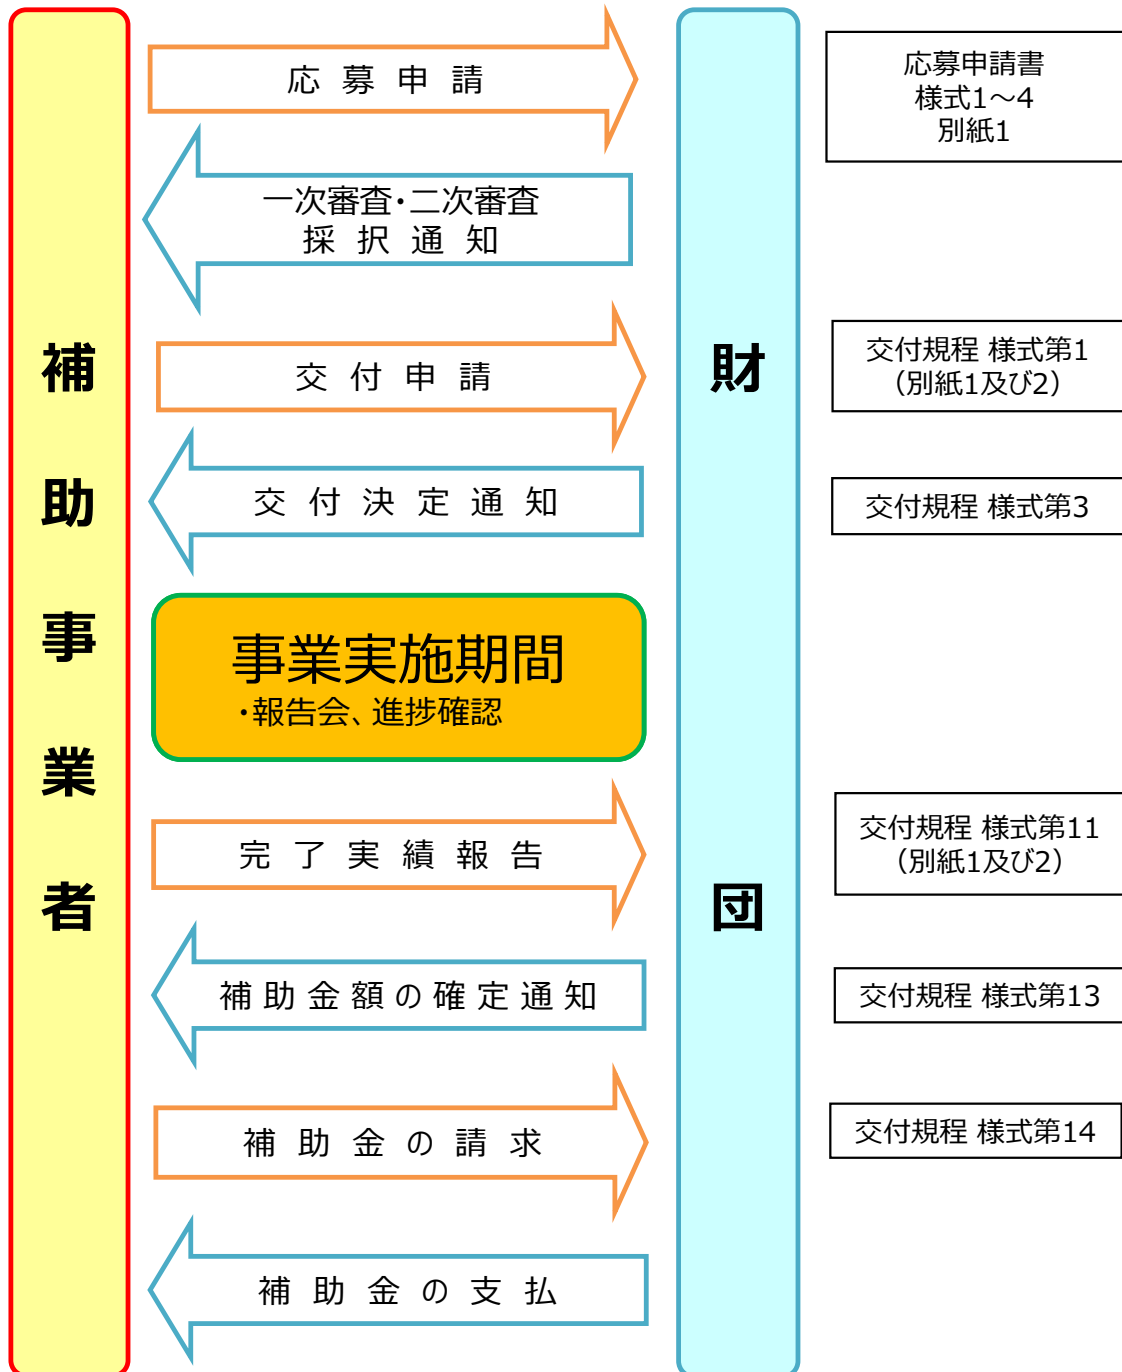 補助事業者
財団
応募申請
応募申請書
様式1～4
別紙1
一次審査・二次審査
採択通知
交付申請
交付規程 様式第1
（別紙1及び2）
交付決定通知
交付規程 様式第3
事業実施期間
・報告会、進捗確認
完了実績報告
交付規程 様式第11
（別紙1及び2）
補助金額の確定通知
交付規程 様式第13
補助金の請求
交付規程 様式第14
補助金の支払